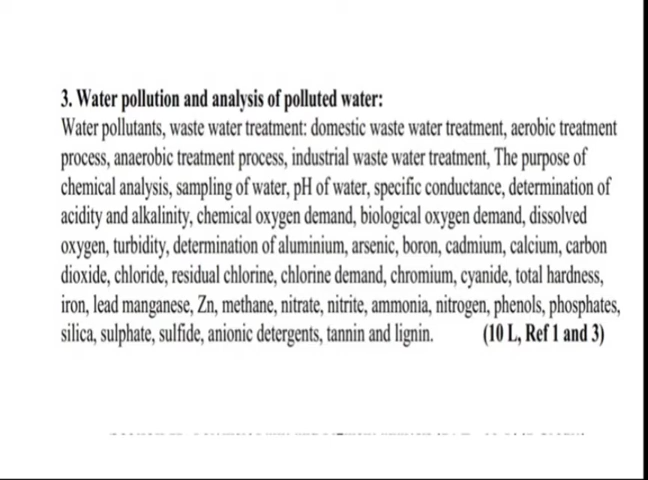 3. Water pollution and analysis of polluted water:
Water pollutants, waste water treatment: domestic waste water treatment, aerobic treatment
process, anaerobic treatment process, industrial waste water treatment, The purpose of
chemical analysis, sampling of water, pH of water, specific conductance, determination of
acidity and alkalinity, chemical oxygen demand, biological oxygen demand, dissolved
oxygen, turbidity, determination of aluminium, arsenic, boron, cadmium, calcium, carbon
dioxide, chloride, residual chlorine, chlorine demand, chromium, cyanide, total hardness,
iron, lead manganese, Zn, methane, nitrate, nitrite, ammonia, nitrogen, phenols, phosphates,
silica, sulphate, sulfide, anionic detergents, tannin and lignin. (10 L, Ref 1 and 3)